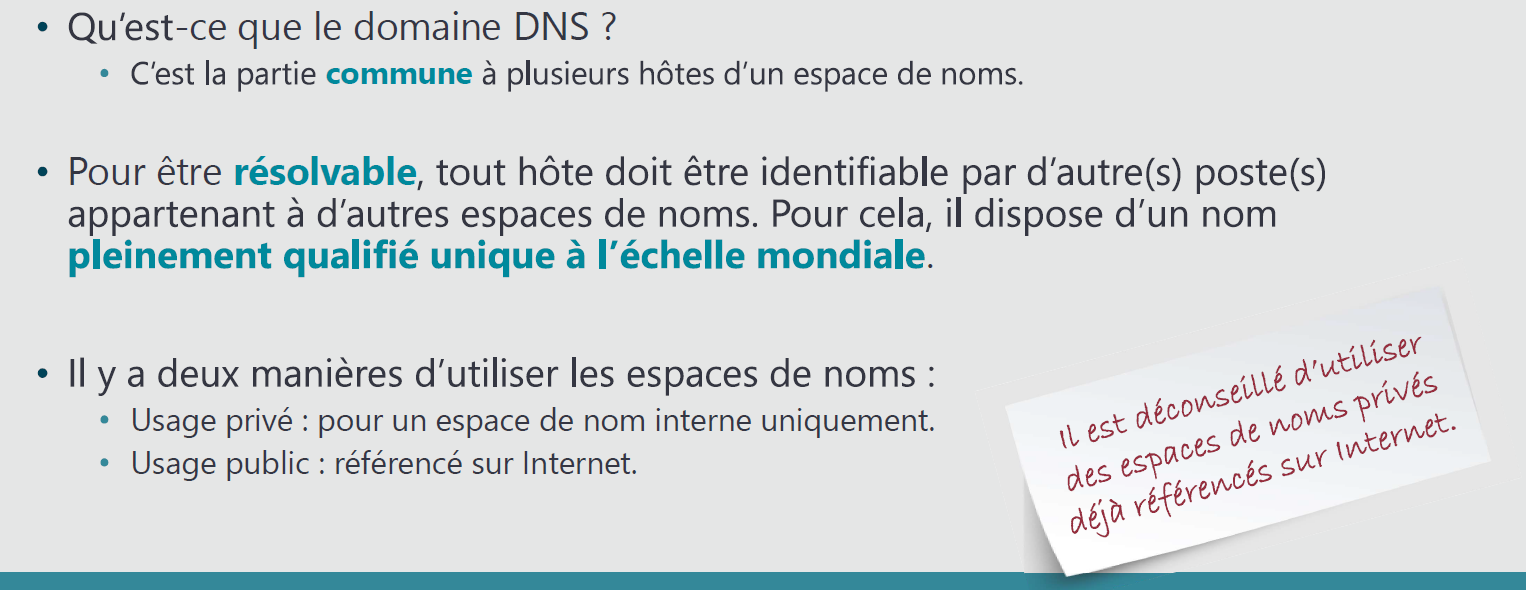 • Qu'est-ce que le domaine DNS ?
• C'est la partie commune à plusieurs hôtes d'un espace de noms.
• Pour être résolvable, tout hôte doit être identifiable par d'autre(s) poste(s)
appartenant à d'autres espaces de noms. Pour cela, il dispose d'un nom
pleinement qualifié unique à l'échelle mondiale.
• Il y a deux manières d'utiliser les espaces de noms :
• Usage privé : pour un espace de nom interne uniquement.
• Usage public : référencé sur Internet.
Il est déconseillé d'utiliser
des espaces de noms privés
déjà référencés sur Internet.